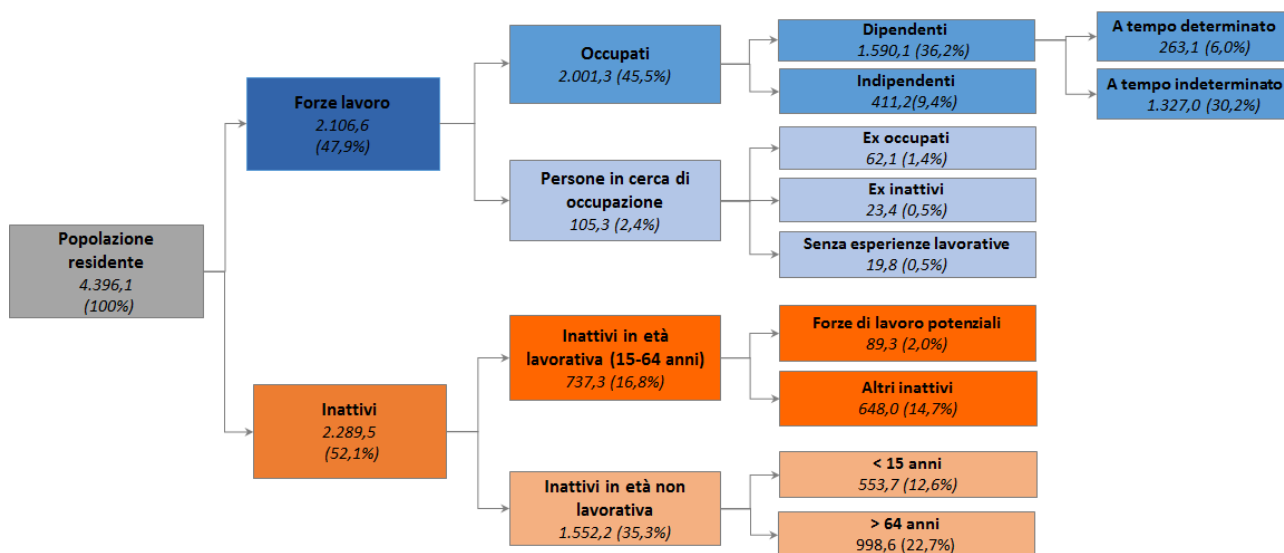 Popolazione
residente
4.396,1
(100%)
Forze lavoro
2.106,6
(47,9%)
Occupati
2.001,3 (45,5%)
Dipendenti
1.590,1 (36,2%)
A tempo determinato
263,1 (6,0%)
A tempo indeterminato
1.327,0 (30,2%)
Indipendenti
411,2(9,4%)
Persone in cerca di
occupazione
105,3 (2,4%)
Ex occupati
62,1 (1,4%)
Ex inattivi
23,4 (0,5%)
Senza esperienze lavorative
19,8 (0,5%)
Inattivi
2.289,5
(52,1%)
Inattivi in età
lavorativa (15-64 anni)
737,3 (16,8%)
Forze di lavoro potenziali
89,3 (2,0%)
Altri inattivi
648,0 (14,7%)
Inattivi in età non
lavorativa
1.552,2 (35,3%)
< 15 anni
553,7 (12,6%)
> 64 anni
998,6 (22,7%)